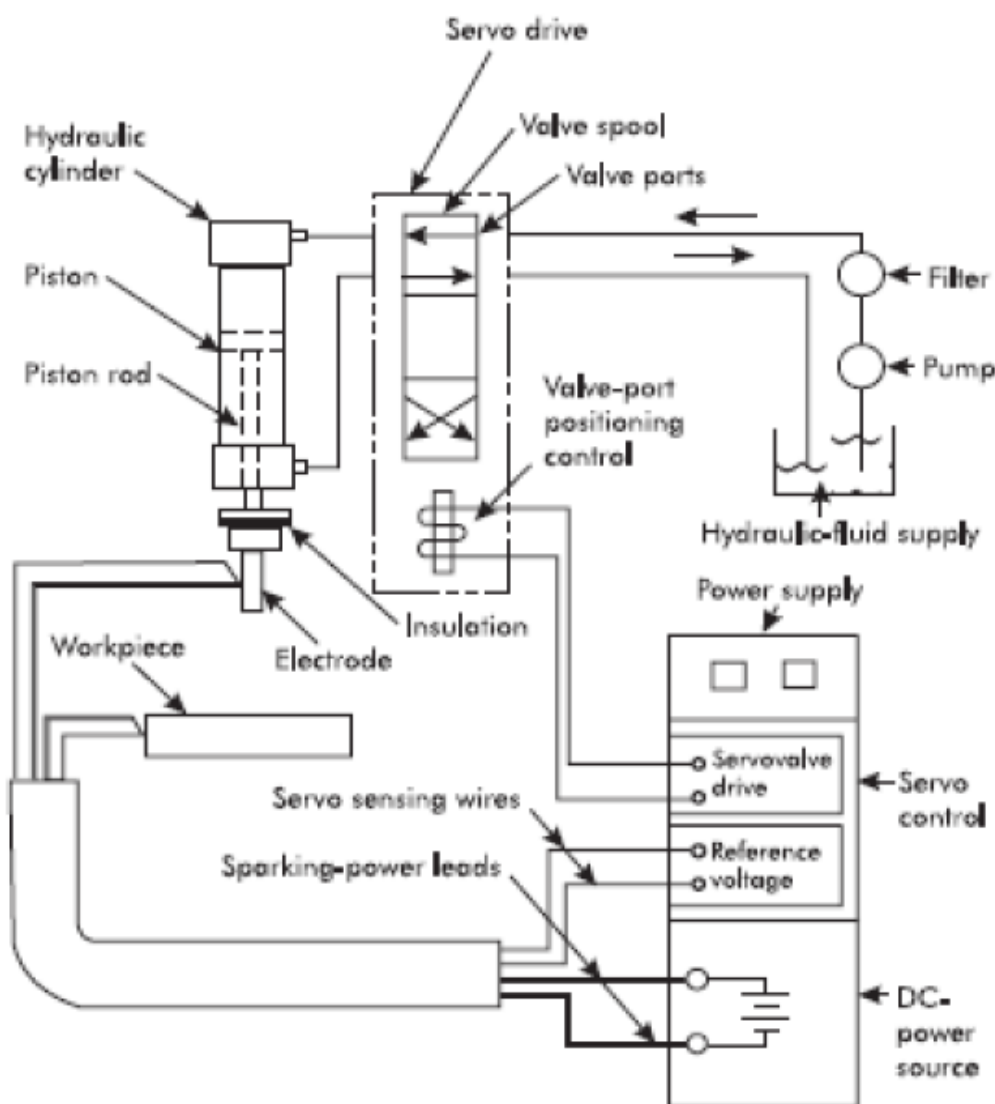 Servo drive
Valve spool
Valve ports
Hydraulic
cylinder
Piston
Filter
Piston rod
Pump
Valve-port
positioning
control
Hydraulic-fluid supply
Power supply
Insulation
Electrode
Workpiece
Servovalve
drive
Servo
control
Servo sensing wires
Reference
voltage
Sparking-power leads
DC-
power
source